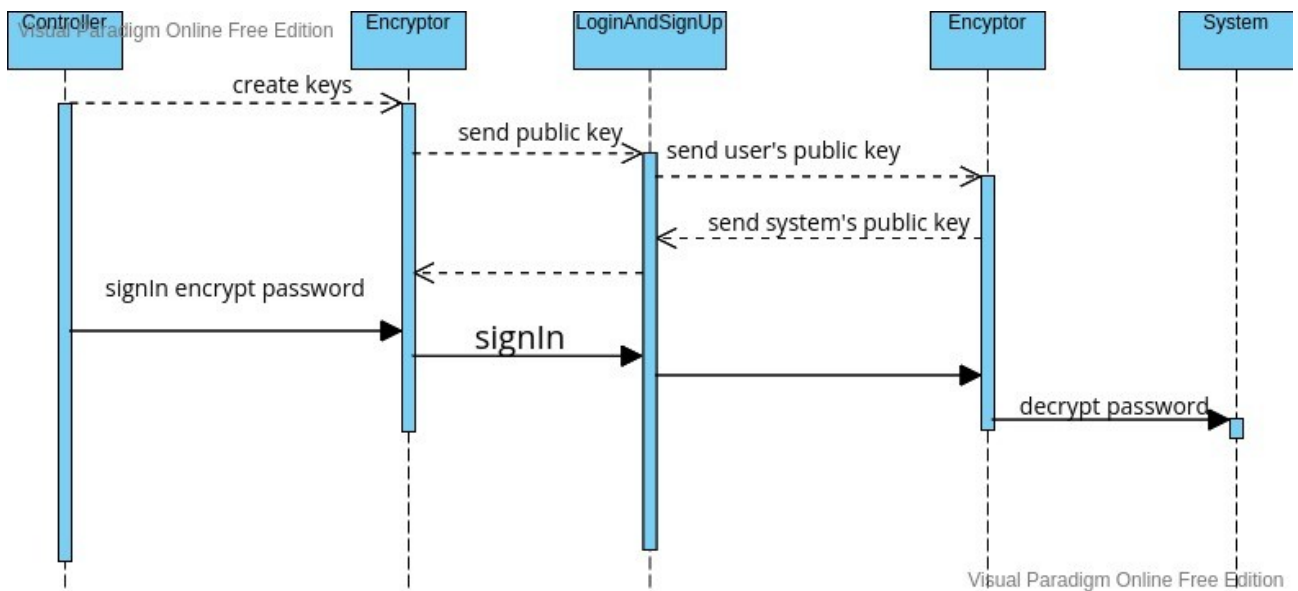 Controller
Encryptor
LoginAndSignUp
Encyptor
System
Visual Paradigm Online Free Edition
create keys
send public key
send user's public key
send system's public key
signIn encrypt password
signIn
decrypt password
Visual Paradigm Online Free Edition